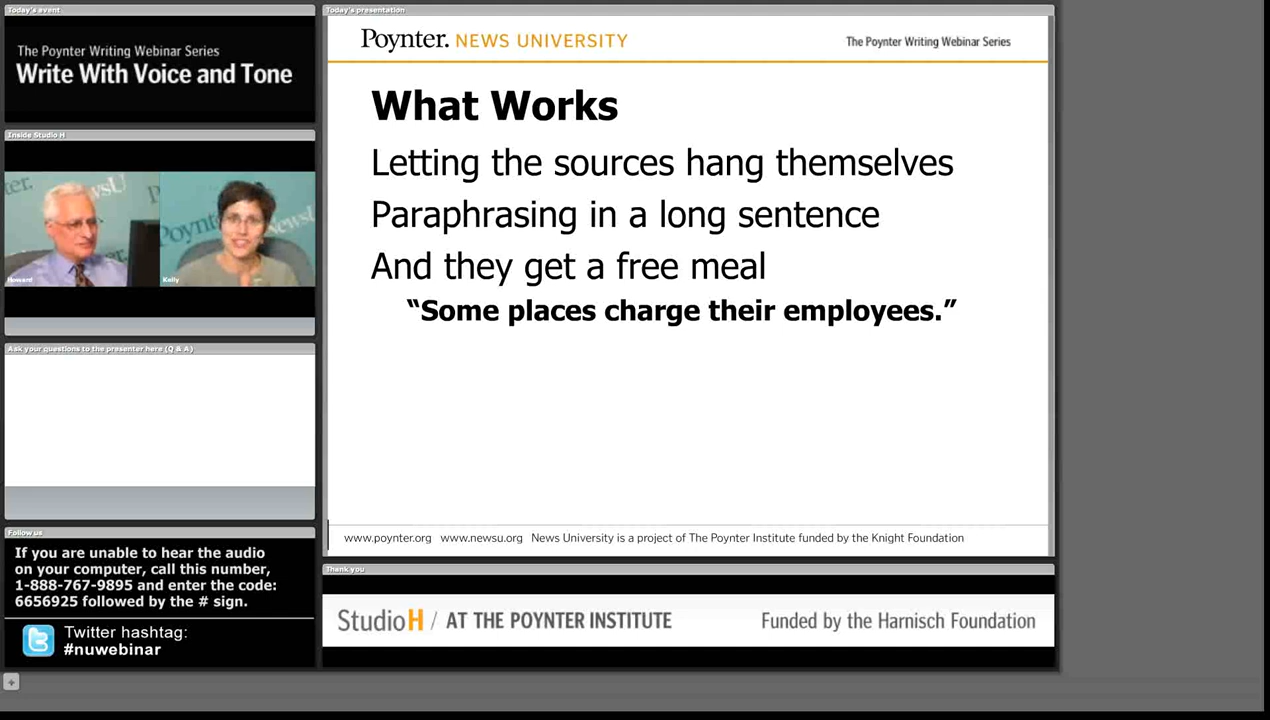 Today's event
The Poynter Writing Webinar Series
Write With Voice and Tone
Inside Studio H
Howard
Kelly
Ask your questions to the presenter here (Q & A)
Follow us
If you are unable to hear the audio
on your computer, call this number,
1-888-767-9895 and enter the code:
6656925 followed by the # sign.
Twitter hashtag:
#nuwebinar
Today's presentation
Poynter. NEWS UNIVERSITY
The Poynter Writing Webinar Series
What Works
Letting the sources hang themselves
Paraphrasing in a long sentence
And they get a free meal
“Some places charge their employees.”
www.poynter.org www.newsu.org News University is a project of The Poynter Institute funded by the Knight Foundation
Thank you
StudioH / AT THE POYNTER INSTITUTE
Funded by the Harnisch Foundation